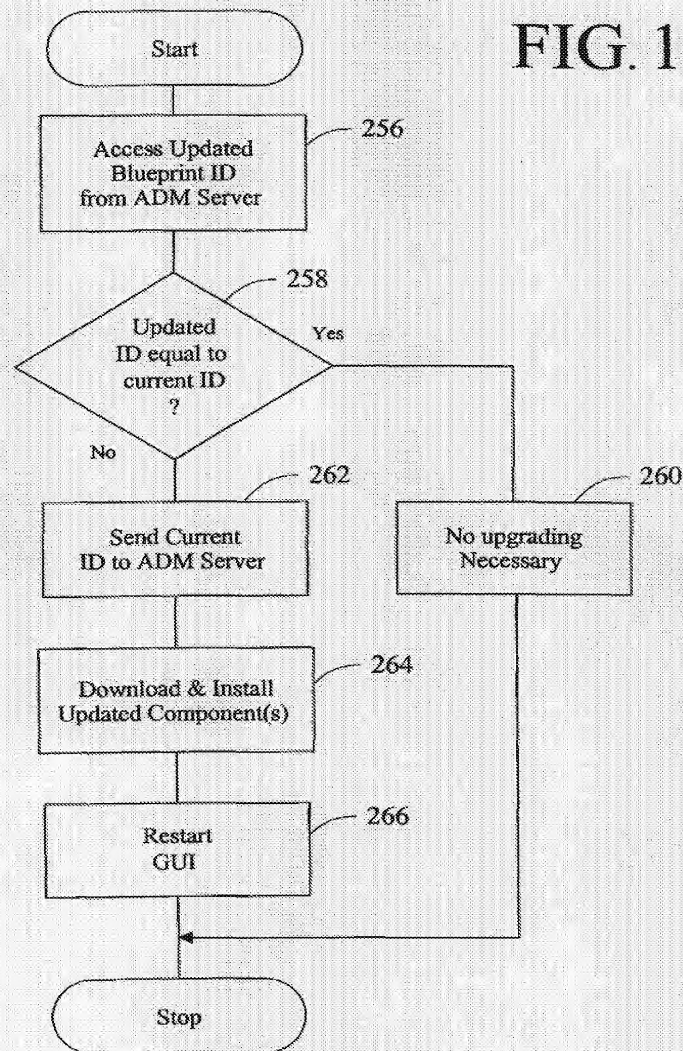 FIG. 1
Start
256
Access Updated
Blueprint ID
from ADM Server
258
Updated
ID equal to
current ID
?
Yes
No
262
Send Current
ID to ADM Server
260
No upgrading
Necessary
264
Download & Install
Updated Component(s)
266
Restart
GUI
Stop